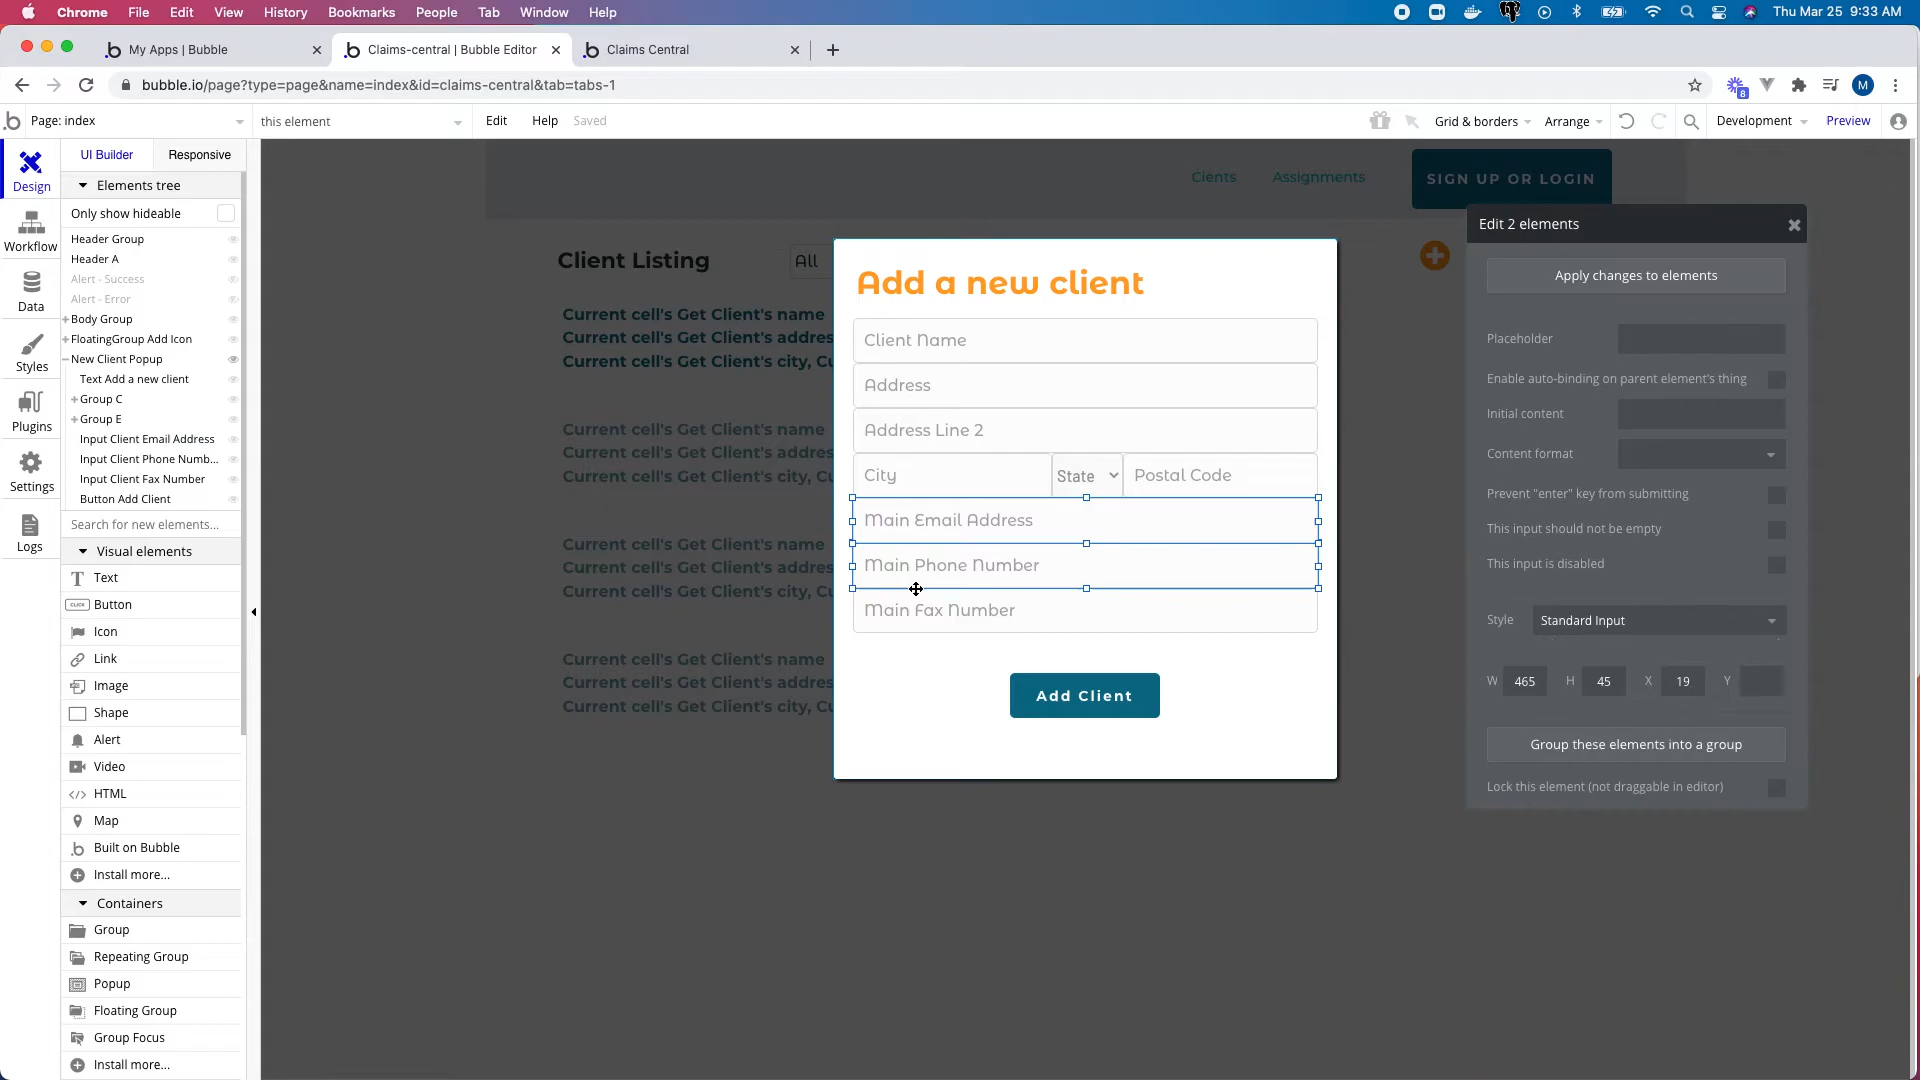 Chrome File Edit View History Bookmarks People Tab Window Help
Thu Mar 25 9:33 AM
My Apps | Bubble
Claims-central | Bubble Editor
Claims Central
bubble.io/page?type=page&name=index&id=claims-central&tab=tabs-1
8
M
Page: index
this element
Edit
Help
Saved
Grid & borders
Arrange
Development
Preview
Design
Workflow
Data
Styles
Plugins
Settings
Logs
UI Builder
Responsive
Elements tree
Only show hideable
Header Group
Header A
Alert - Success
Alert - Error
Body Group
FloatingGroup Add Icon
New Client Popup
Text Add a new client
Group C
Group E
Input Client Email Address
Input Client Phone Numb...
Input Client Fax Number
Button Add Client
Search for new elements...
Visual elements
Text
CLICK
Button
Icon
Link
Image
Shape
Alert
Video
HTML
Map
Built on Bubble
Install more...
Containers
Group
Repeating Group
Popup
Floating Group
Group Focus
Install more...
Cients
Assignments
SIGN UP OR LOGIN
Client Listing
All
Current cell's Get Client's name
Current cell's Get Client's addres
Current cell's Get Client's city, Cu
Current cell's Get Client's name
Current cell's Get Client's addres
Current cell's Get Client's city, Cu
Current cell's Get Client's name
Current cell's Get Client's addres
Current cell's Get Client's city, Cu
Current cell's Get Client's name
Current cell's Get Client's addres
Current cell's Get Client's city, Cu
Add a new client
Client Name
Address
Address Line 2
City
State
Postal Code
Main Email Address
Main Phone Number
Main Fax Number
Add Client
Edit 2 elements
Apply changes to elements
Placeholder
Enable auto-binding on parent element's thing
Initial content
Content format
Prevent "enter" key from submitting
This input should not be empty
This input is disabled
Style
Standard Input
W 465 H 45 X 19 Y
Group these elements into a group
Lock this element (not draggable in editor)